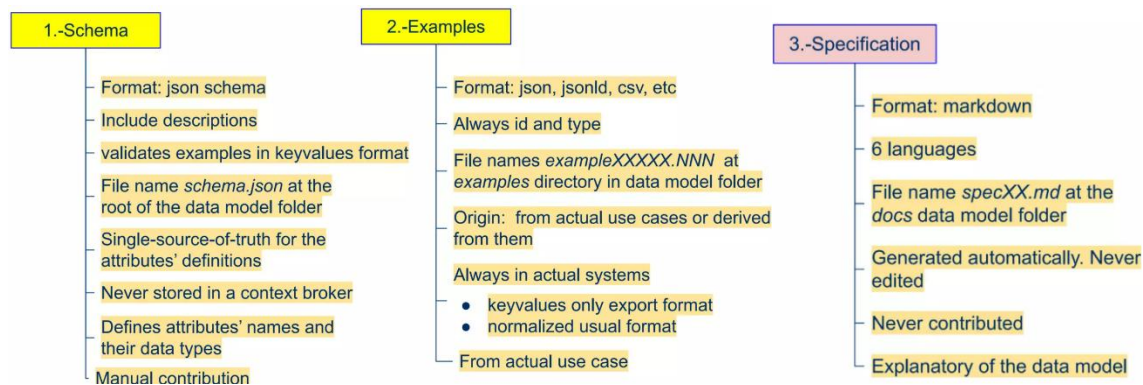 1.-Schema
Format: json schema
Include descriptions
validates examples in keyvalues format
File name schema.json at the
root of the data model folder
Single-source-of-truth for the
attributes' definitions
Never stored in a context broker
Defines attributes' names and
their data types
Manual contribution
2.-Examples
Format: json, jsonld, csv, etc
Always id and type
File names exampleXXXXX.NNN at
examples directory in data model folder
Origin: from actual use cases or derived
from them
Always in actual systems
● keyvalues only export format
● normalized usual format
From actual use case
3.-Specification
Format: markdown
6 languages
File name specXX.md at the
docs data model folder
Generated automatically. Never
edited
Never contributed
Explanatory of the data model